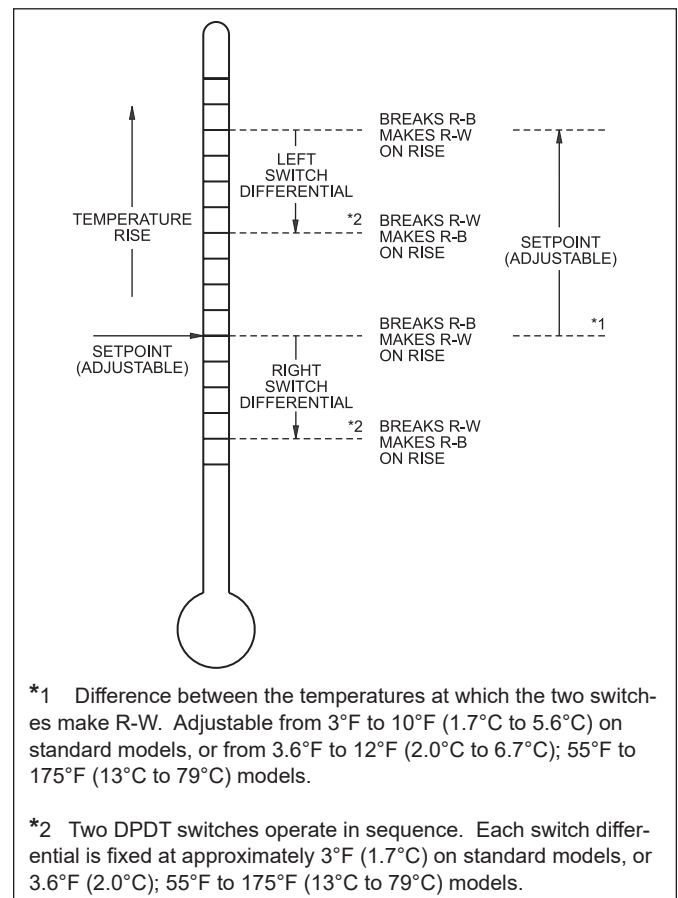 BREAKS R-B
MAKES R-W
ON RISE
LEFT
SWITCH
DIFFERENTIAL
TEMPERATURE
RISE
*2
BREAKS R-W
MAKES R-B
ON RISE
SETPOINT
(ADJUSTABLE)
BREAKS R-B
MAKES R-W
ON RISE
*1
SETPOINT
(ADJUSTABLE)
RIGHT
SWITCH
DIFFERENTIAL
*2
BREAKS R-W
MAKES R-B
ON RISE
*1 Difference between the temperatures at which the two switch-
es make R-W. Adjustable from 3°F to 10°F (1.7°C to 5.6°C) on
standard models, or from 3.6°F to 12°F (2.0°C to 6.7°C); 55°F to
175°F (13°C to 79°C) models.
*2 Two DPDT switches operate in sequence. Each switch differ-
ential is fixed at approximately 3°F (1.7°C) on standard models, or
3.6°F (2.0°C); 55°F to 175°F (13°C to 79°C) models.